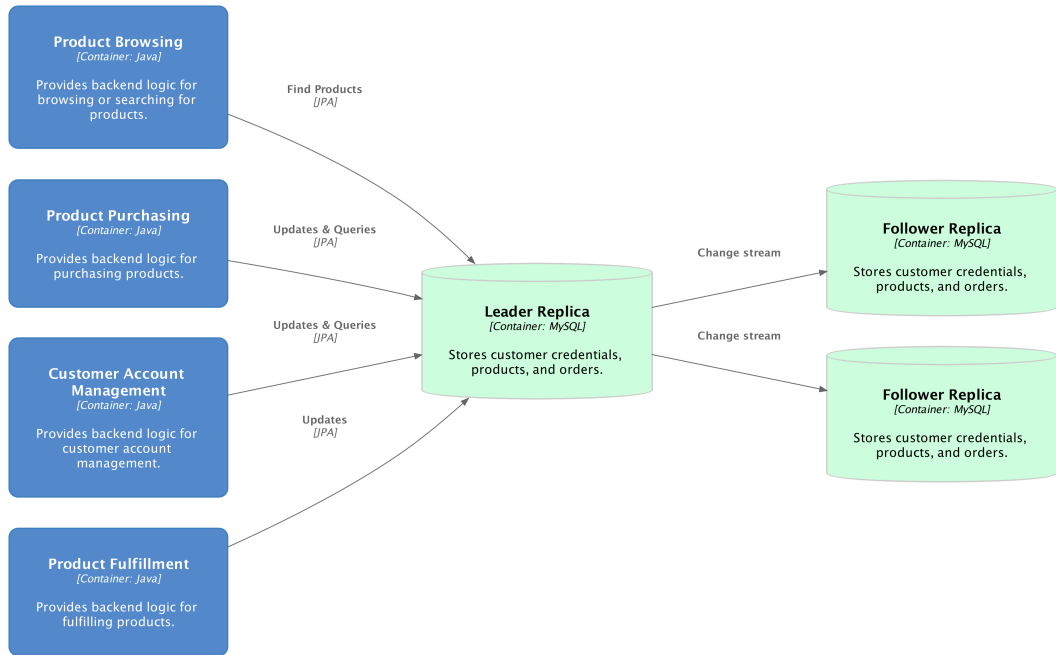 Product Browsing
[Container: Java]
Provides backend logic for
browsing or searching for
products.
Find Products
[JPA]
Product Purchasing
[Container: Java]
Provides backend logic for
purchasing products.
Updates & Queries
[JPA]
Customer Account
Management
[Container: Java]
Provides backend logic for
customer account
management.
Updates & Queries
[JPA]
Product Fulfillment
[Container: Java]
Provides backend logic for
fulfilling products.
Updates
[JPA]
Leader Replica
[Container: MySQL]
Stores customer credentials,
products, and orders.
Change stream
Change stream
Follower Replica
[Container: MySQL]
Stores customer credentials,
products, and orders.
Follower Replica
[Container: MySQL]
Stores customer credentials,
products, and orders.